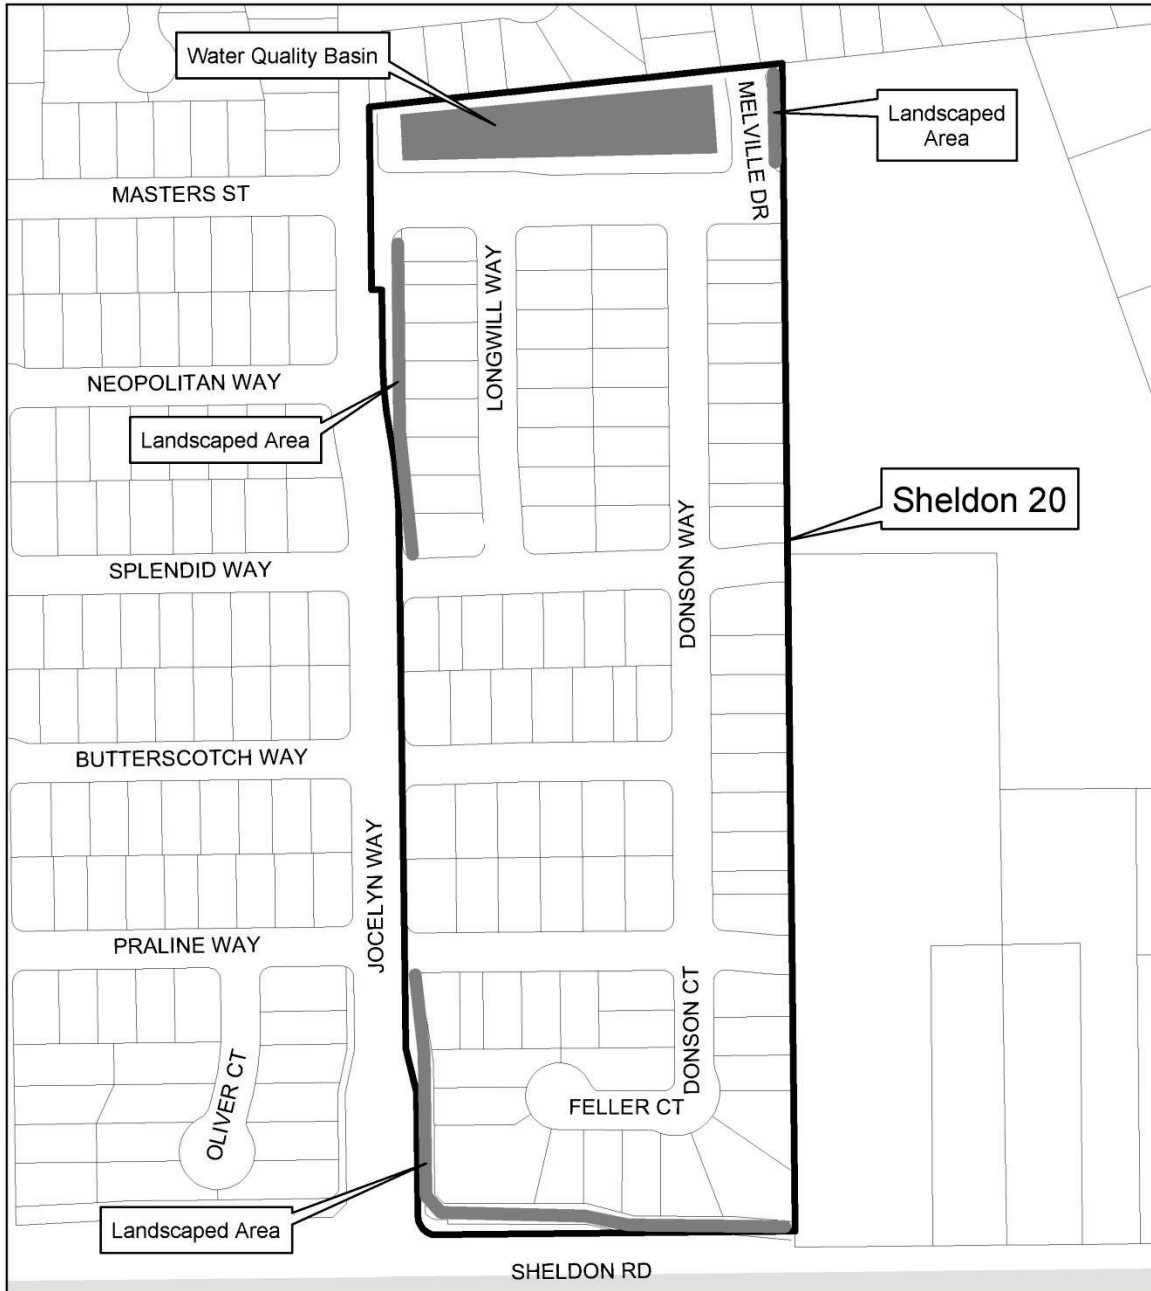 Water Quality Basin
MELVILLE DR
Landscaped
Area
MASTERS ST
LONGWILL WAY
NEOPOLITAN WAY
Landscaped Area
Sheldon 20
DONSON WAY
SPLENDID WAY
BUTTERSCOTCH WAY
JOCELYN WAY
PRALINE WAY
DONSON CT
OLIVER CT
FELLER CT
Landscaped Area
SHELDON RD